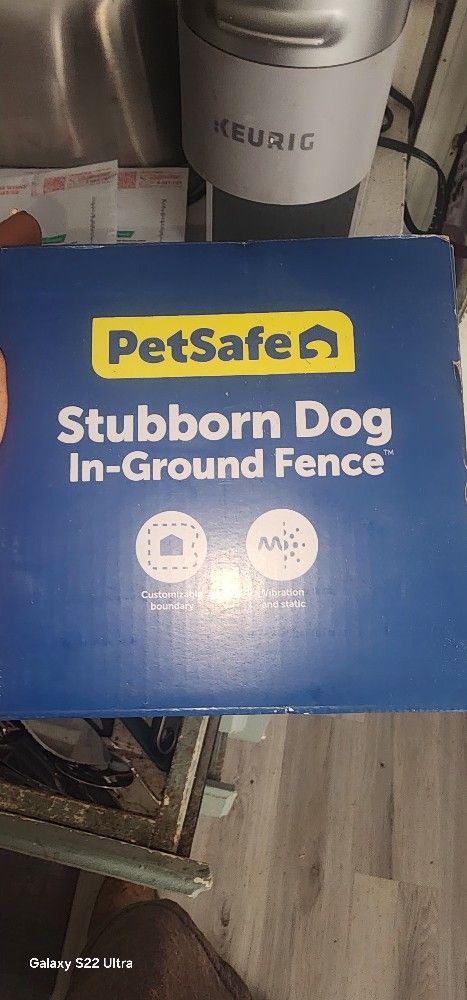 KEURIG
PetSafe
Stubborn Dog
In-Ground Fence™
Customizable
boundary
Vibration
and static
Galaxy S22 Ultra